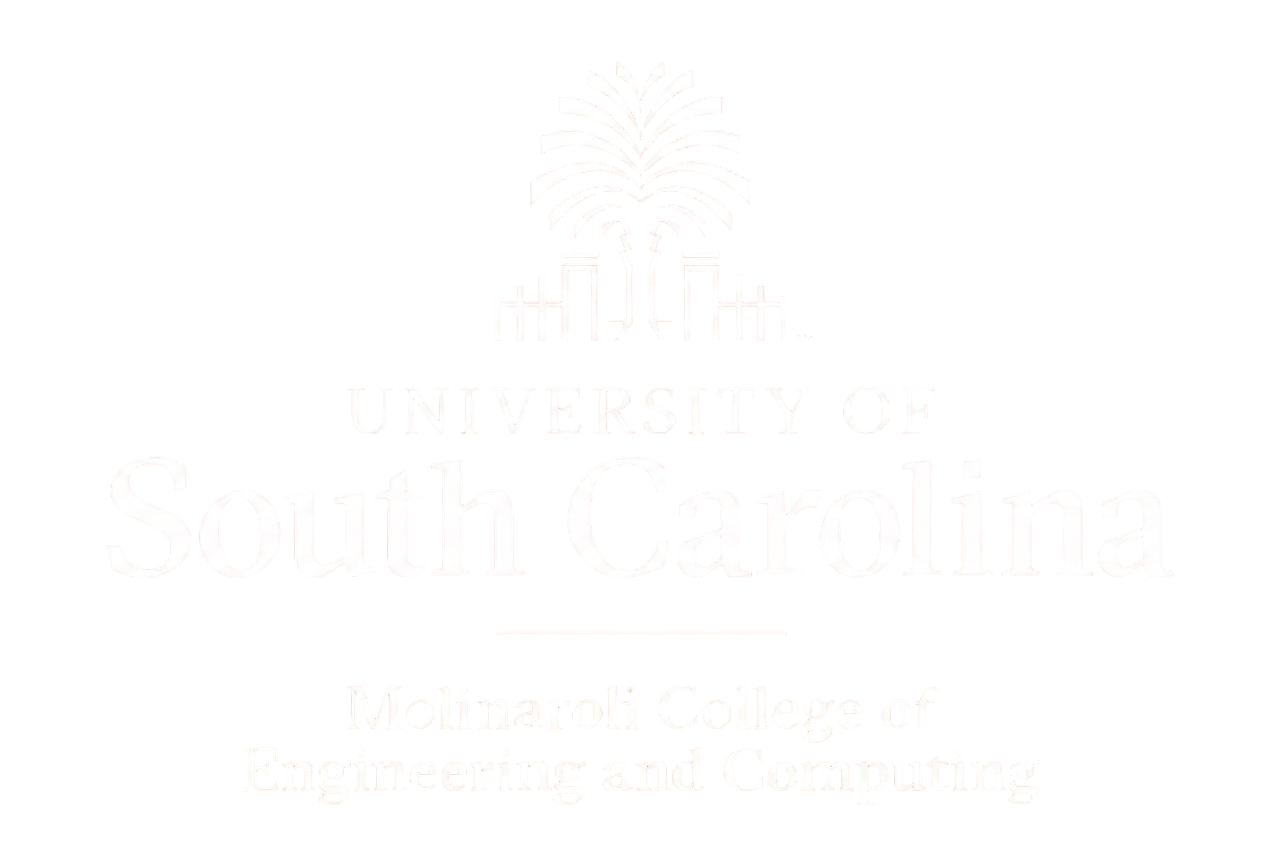 UNIVERSITY OF
South Carolina
Molinaroli College of
Engineering and Computing